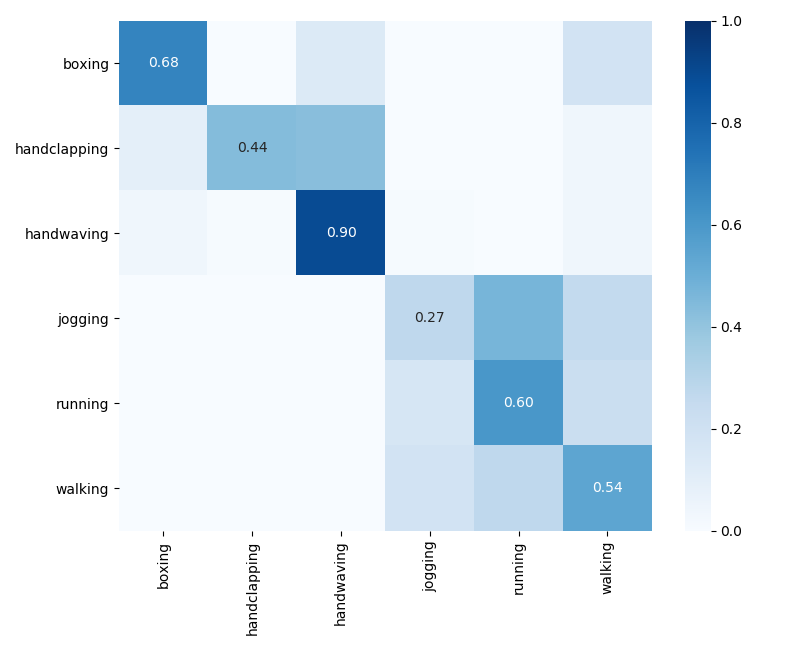 boxing
handclapping
handwaving
jogging
running
walking
0.68
0.44
0.90
0.27
0.60
0.54
boxing
handclapping
handwaving
jogging
running
walking
1.0
0.8
0.6
0.4
0.2
0.0